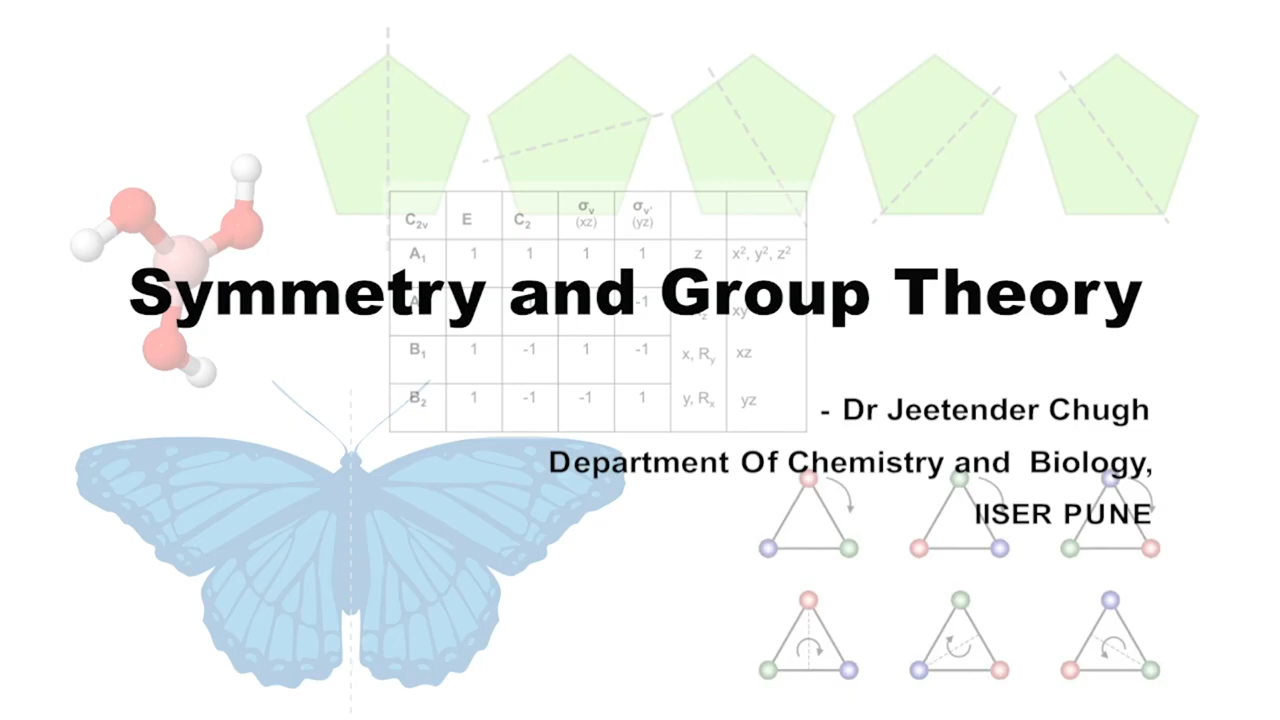 C2v E C2 σv (xz) σv' (yz)
A1 1 1 1 1 z x², y², z²
Symmetry and Group Theory
-1
B1 1 -1 1 -1 x, Ry xz
B2 1 -1 -1 1 y, Rx yz
- Dr Jeetender Chugh
Department Of Chemistry and Biology,
IISER PUNE